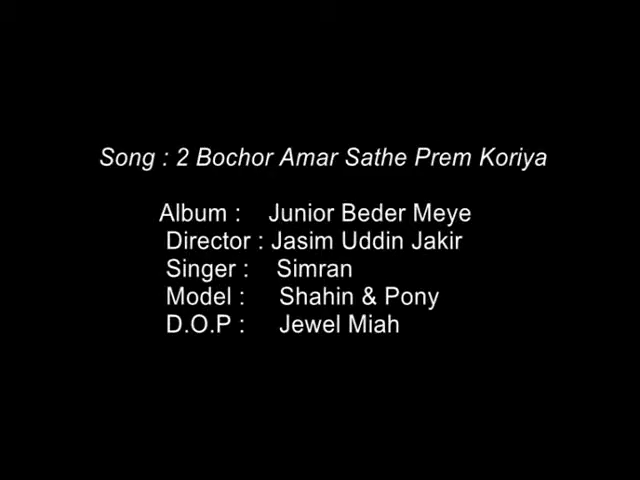 Song : 2 Bochor Amar Sathe Prem Koriya
Album : Junior Beder Meye
Director : Jasim Uddin Jakir
Singer : Simran
Model : Shahin & Pony
D.O.P : Jewel Miah